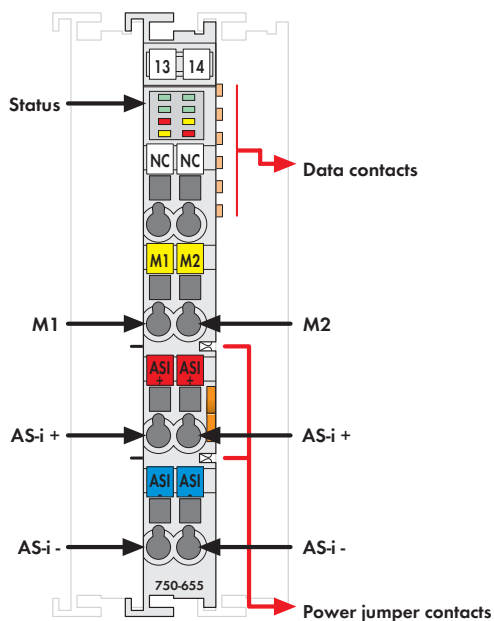 13 14
Status
NC NC
Data contacts
M1 M2
M1 M2
ASI + ASI +
AS-i + AS-i +
ASI - ASI -
AS-i - AS-i -
750-655
Power jumper contacts